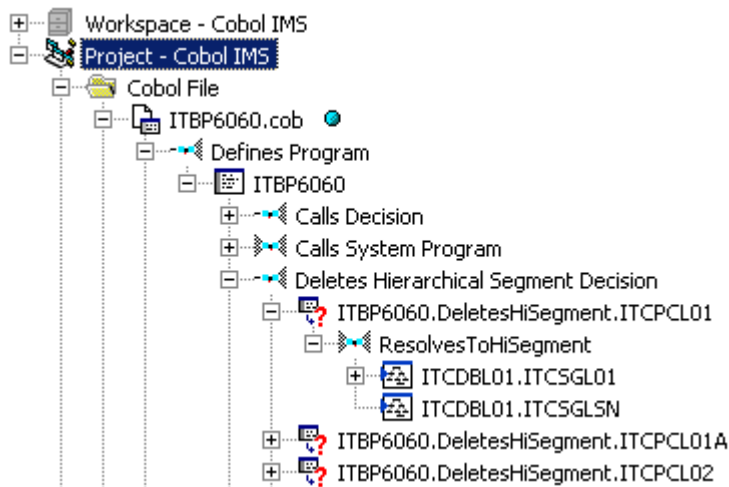 Workspace - Cobol IMS
Project - Cobol IMS
Cobol File
ITBP6060.cob
Defines Program
ITBP6060
Calls Decision
Calls System Program
Deletes Hierarchical Segment Decision
ITBP6060.DeletesHiSegment.ITCPCL01
ResolvesToHiSegment
ITCDBL01.ITCSGL01
ITCDBL01.ITCSGLSN
ITBP6060.DeletesHiSegment.ITCPCL01A
ITBP6060.DeletesHiSegment.ITCPCL02